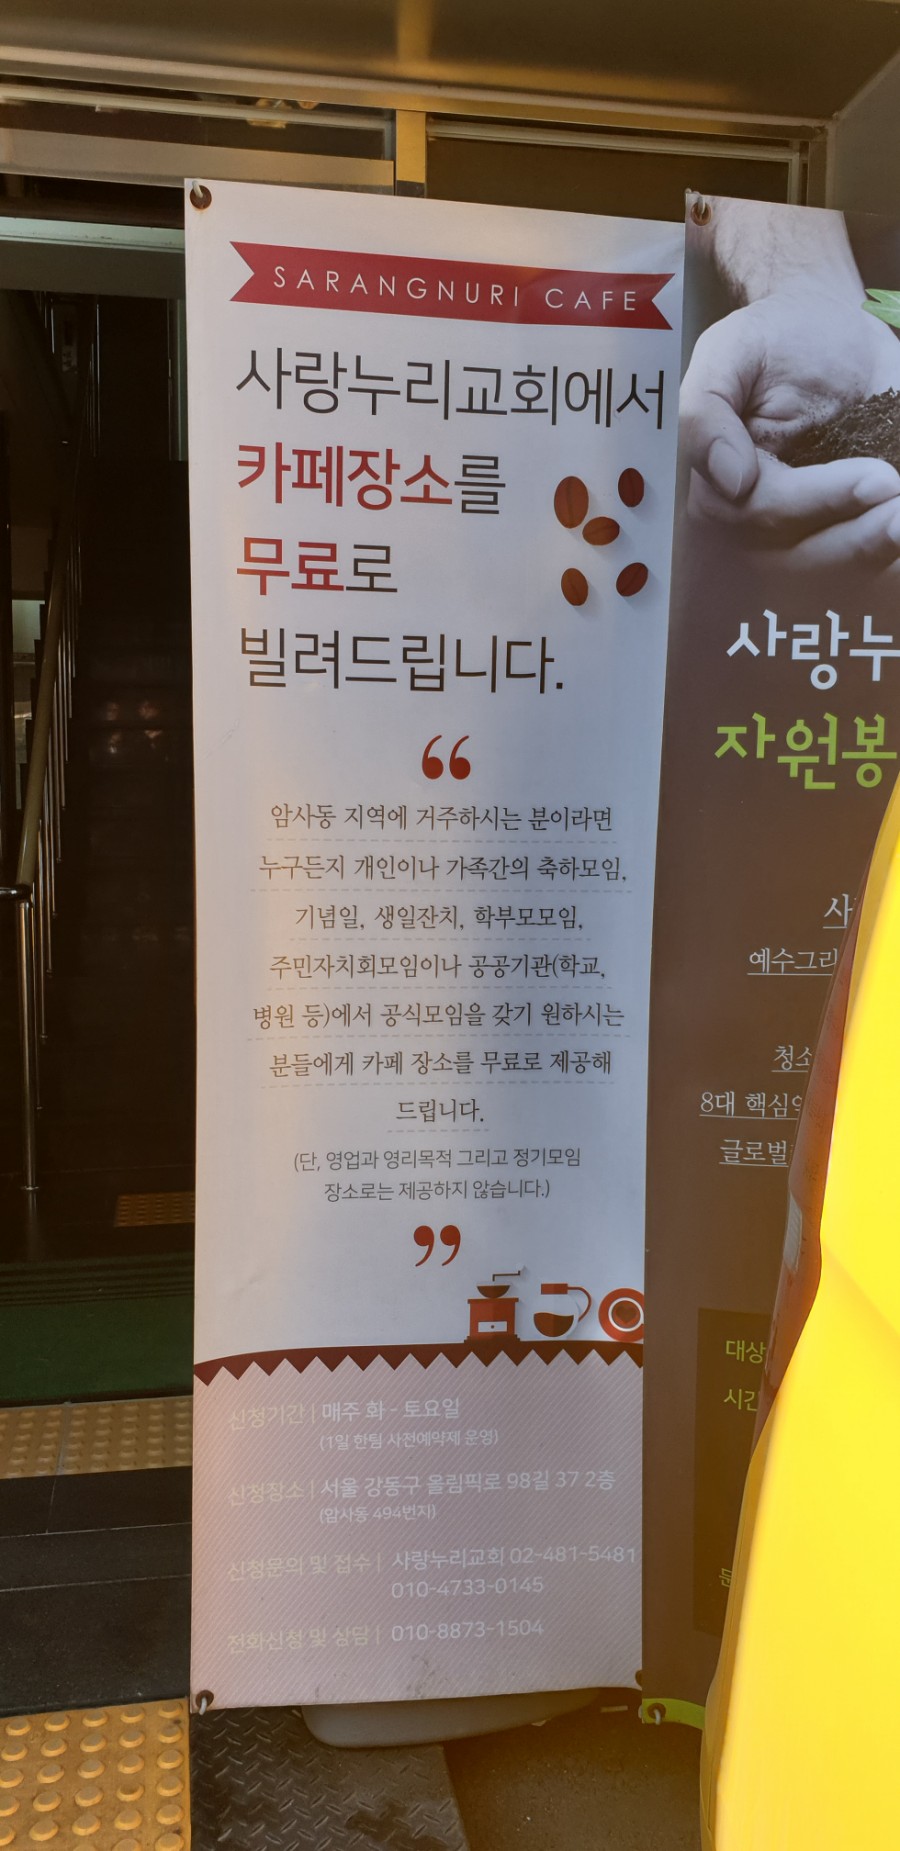 SARANGNURI CAFE
사랑누리교회에서
카페장소를
무료로
빌려드립니다.
“
암사동 지역에 거주하시는 분이라면
누구든지 개인이나 가족간의 축하모임,
기념일, 생일잔치, 학부모모임,
주민자치회모임이나 공공기관(학교,
병원 등)에서 공식모임을 갖기 원하시는
분들에게 카페 장소를 무료로 제공해
드립니다.
(단, 영업과 영리목적 그리고 정기모임
장소로는 제공하지 않습니다.)
”
신청기간 | 매주 화 - 토요일
(1일 한팀 사전예약제 운영)
신청장소 | 서울 강동구 올림픽로 98길 37 2층
(암사동 494번지)
신청문의 및 접수 | 사랑누리교회 02-481-5481
010-4733-0145
전화신청 및 상담 | 010-8873-1504
사랑누
자원봉
예수그리
청소
8대 핵심
글로벌
대상
시간